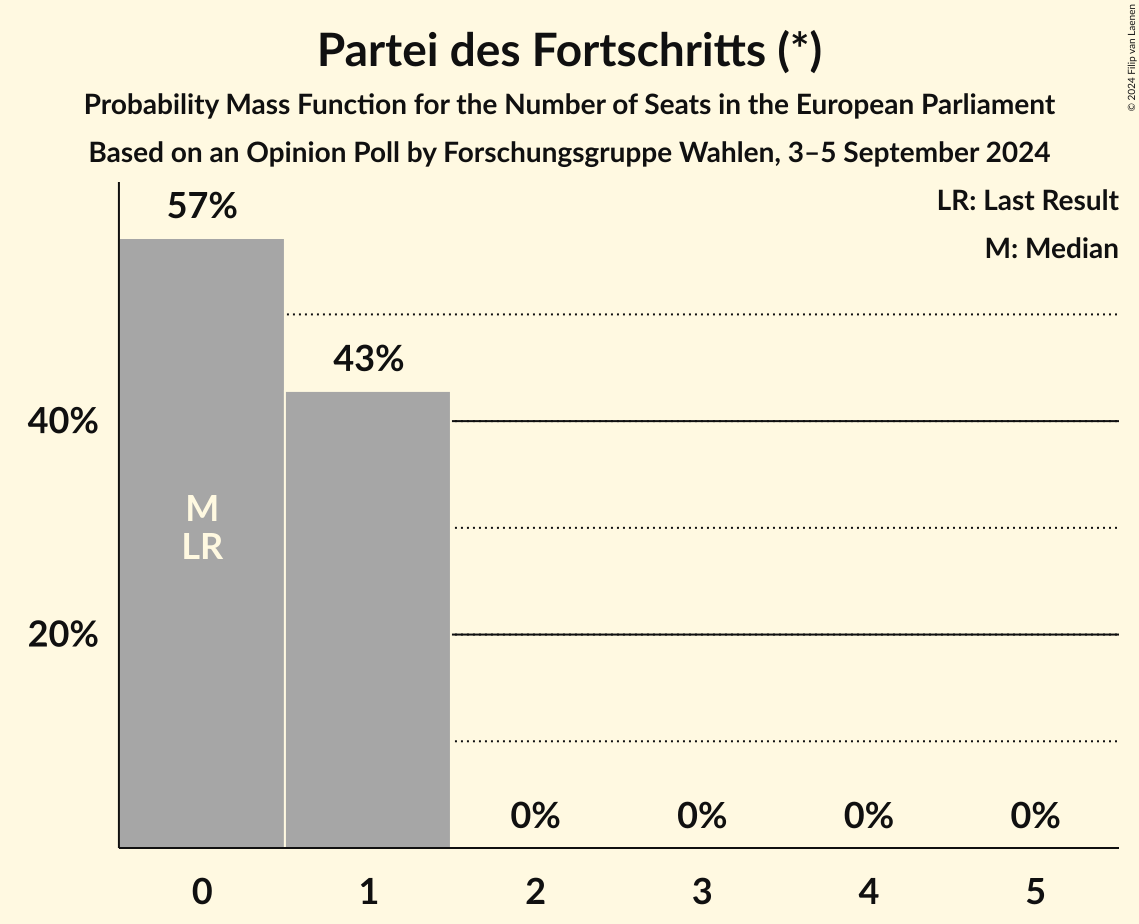 Partei des Fortschritts (*)
Probability Mass Function for the Number of Seats in the European Parliament
Based on an Opinion Poll by Forschungsgruppe Wahlen, 3–5 September 2024
© 2024 Filip van Laenen
LR: Last Result
M: Median
57%
43%
40%
M
LR
20%
0% 0% 0% 0%
0 1 2 3 4 5